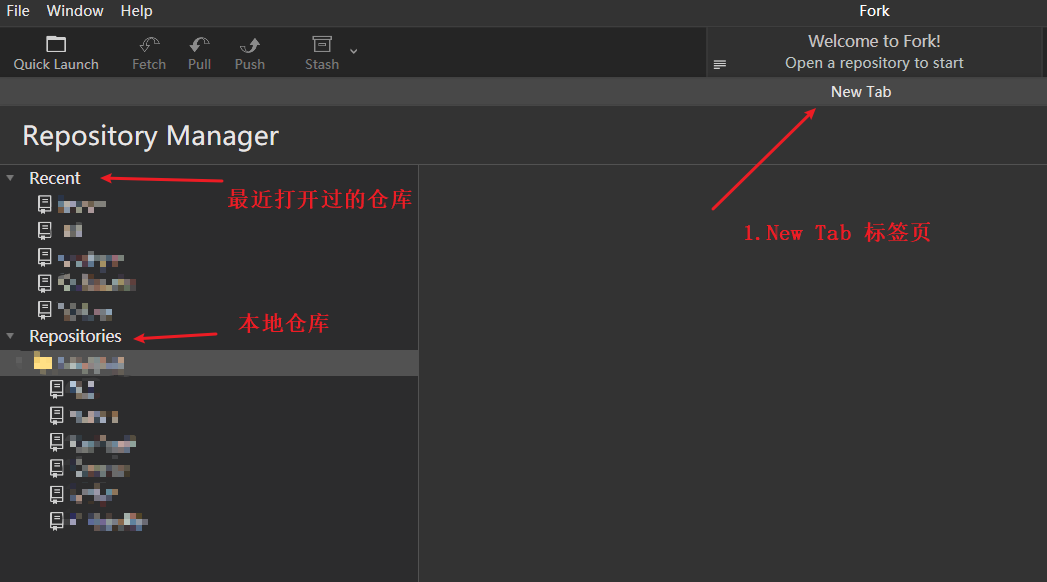 File Window Help
Fork
Quick Launch
Fetch
Pull
Push
Stash
Welcome to Fork!
Open a repository to start
New Tab
Repository Manager
Recent
最近打开过的仓库
1.New Tab 标签页
本地仓库
Repositories